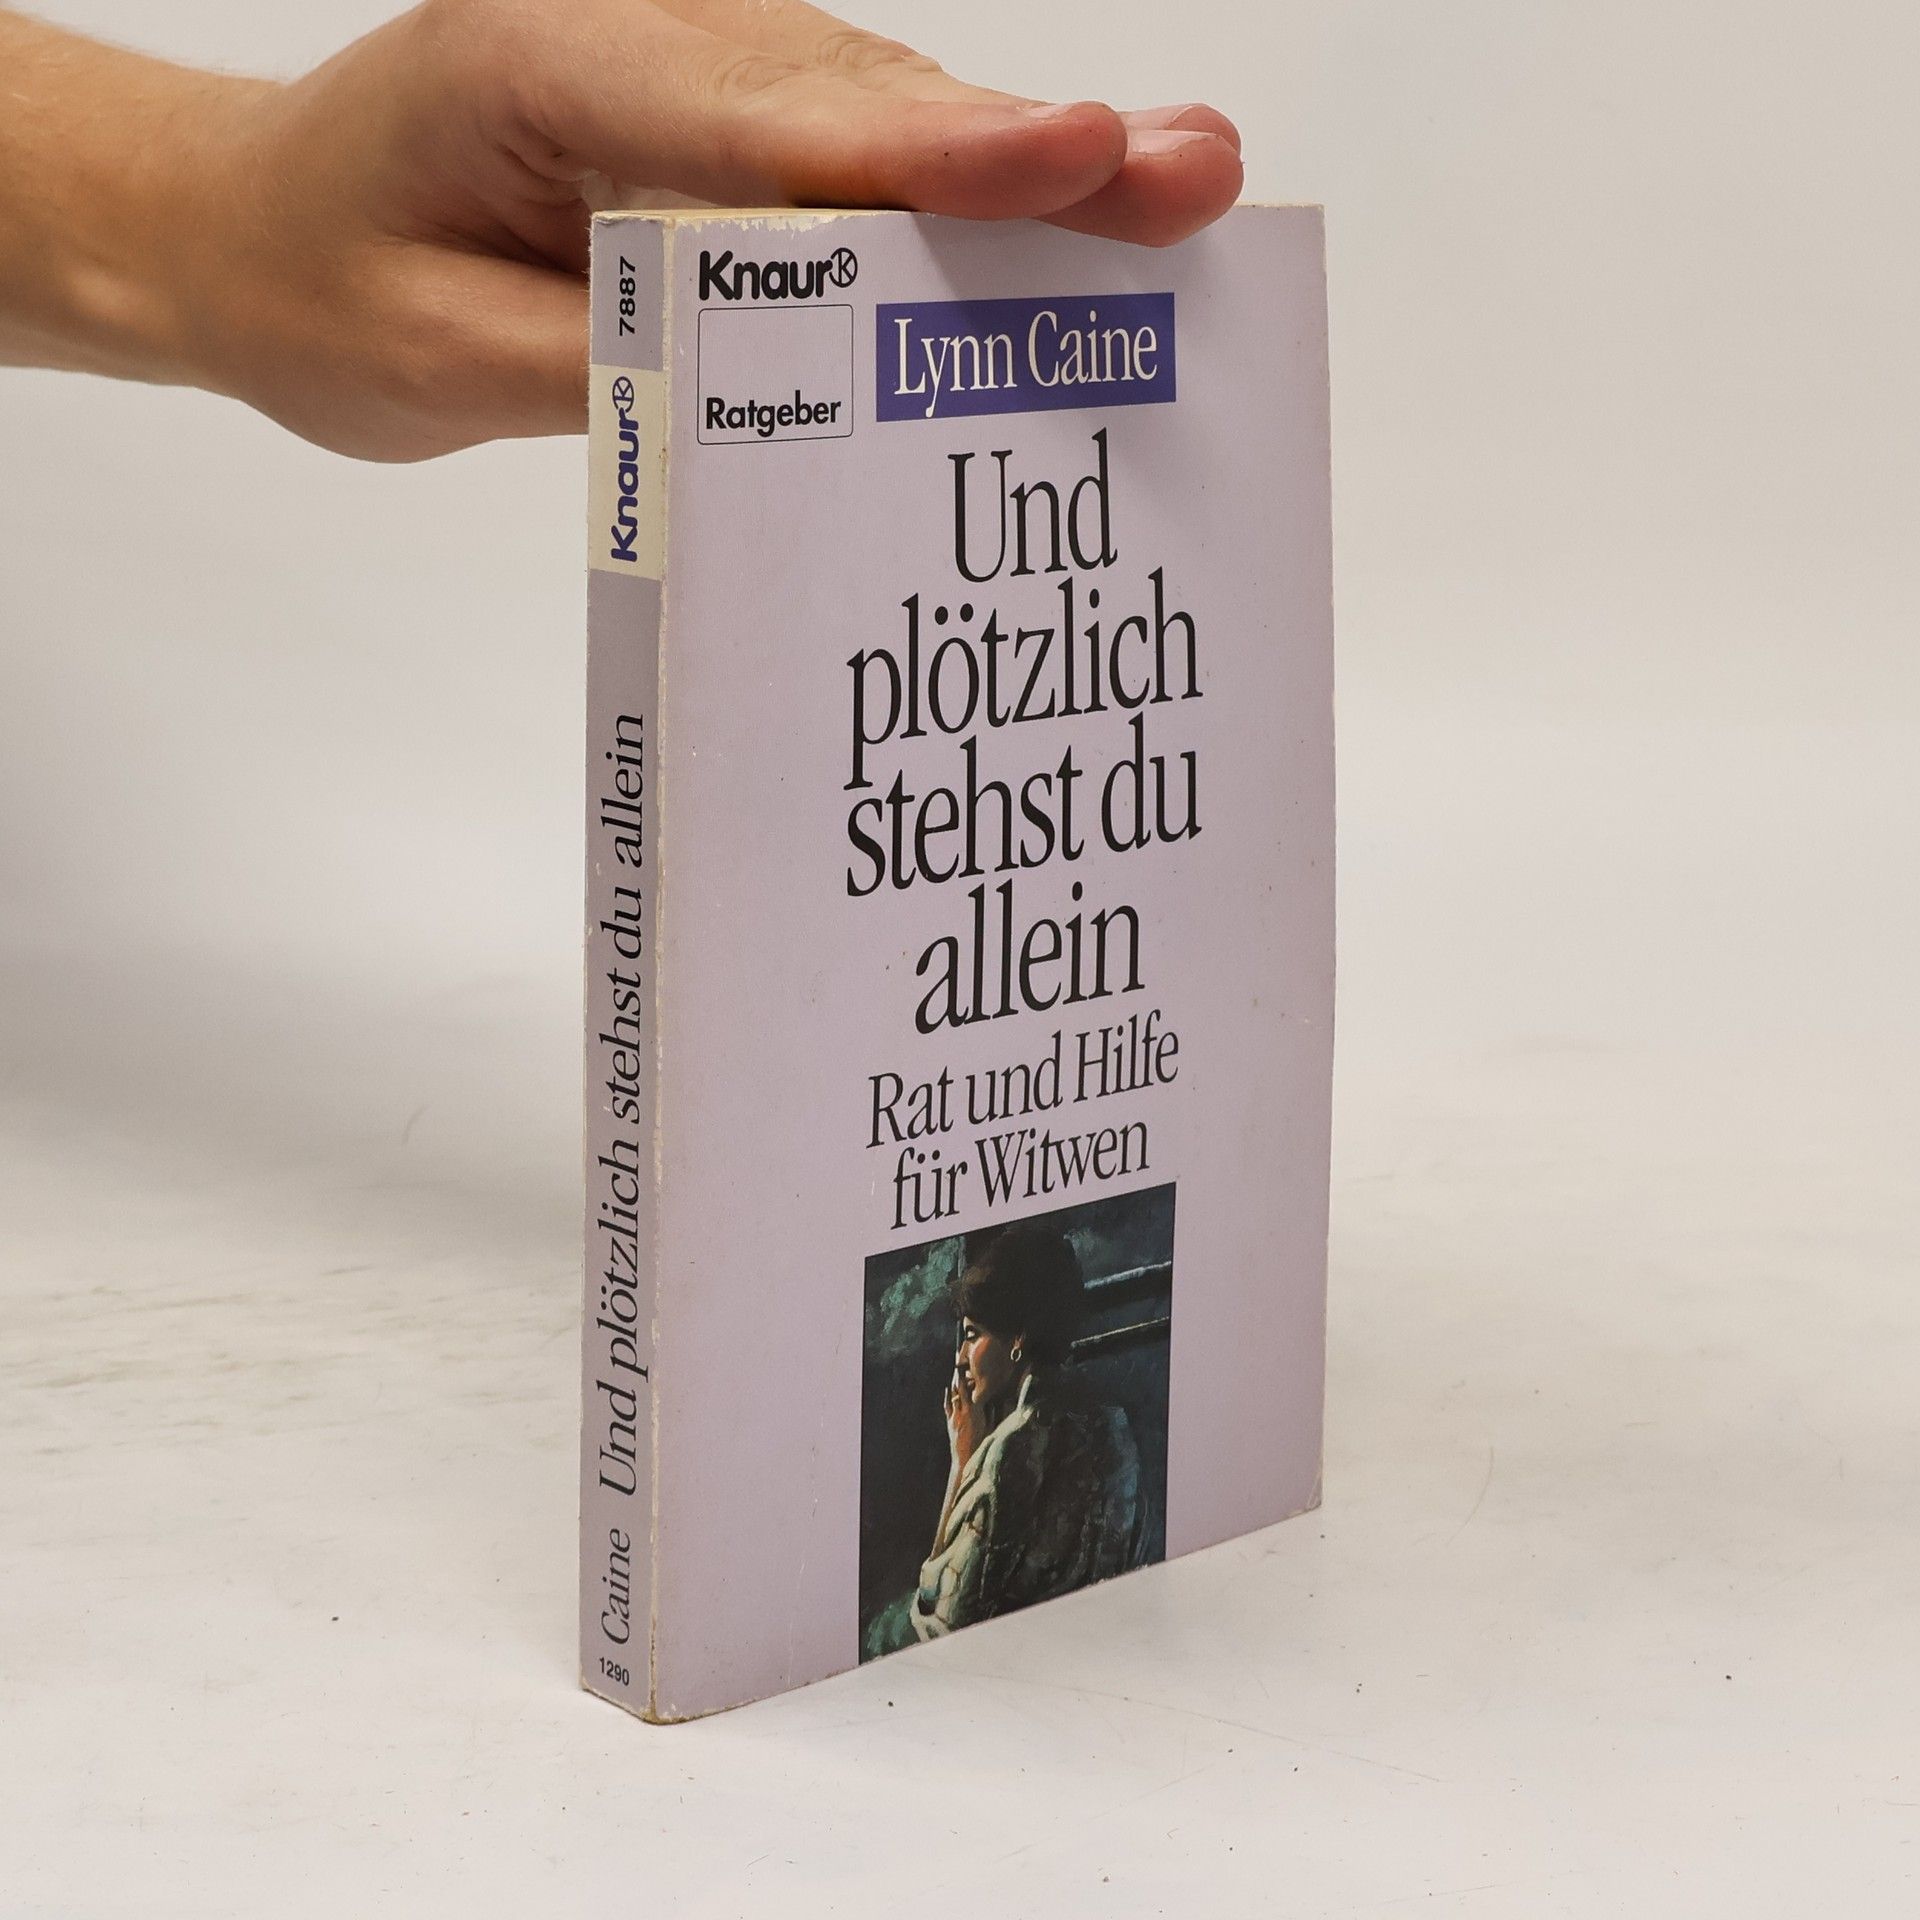 7887
Knaur
Caine Und plötzlich stehst du allein
1290
Knaur
Ratgeber
Lynn Caine
Und
plötzlich
stehst du
allein
Rat und Hilfe
für Witwen